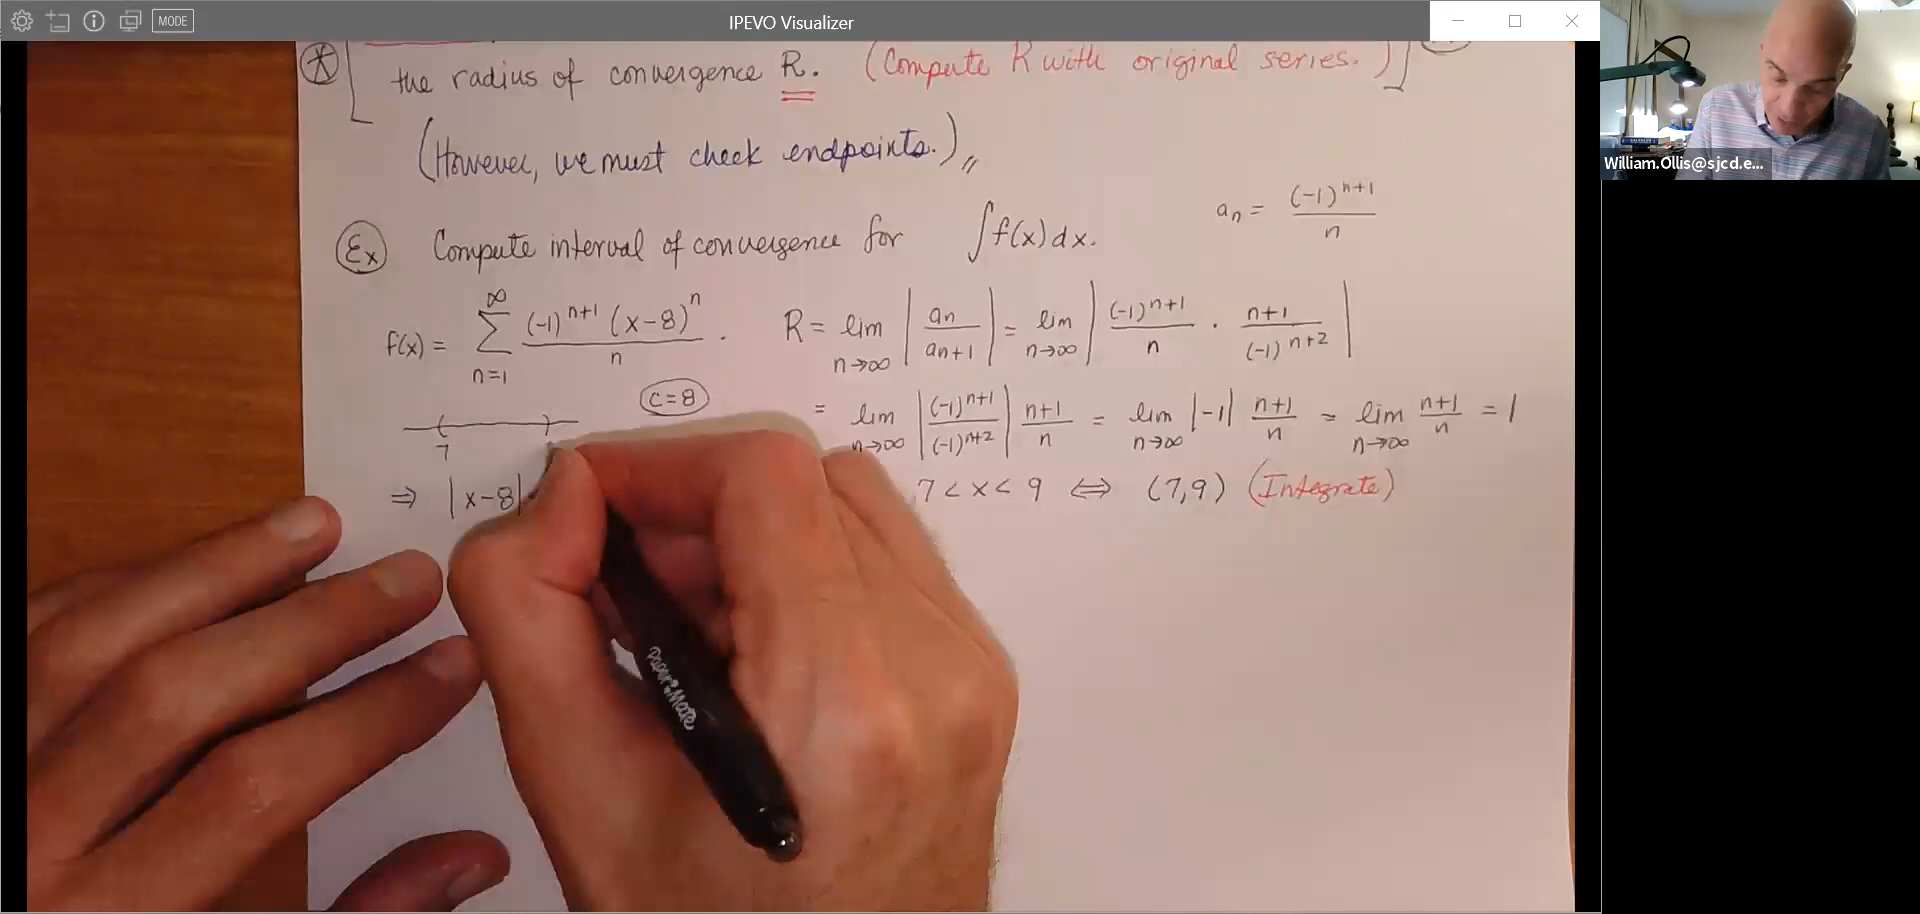 MODE
IPEVO Visualizer
the radius of convergence R. (Compute R with original series.)
(However, we must check endpoints.)
William.Ollis@sjcd.e...
Ex Compute interval of convergence for ∫f(x)dx. aₙ = (-1)^(n+1) / n
f(x) = ∑_{n=1}^{∞} (-1)^(n+1) (x-8)^n / n . R = lim_{n→∞} |an / an+1| = lim_{n→∞} |(-1)^(n+1) / n · n+1 / (-1)^(n+2)|
c=8
= lim_{n→∞} |(-1)^(n+1) / (-1)^(n+2)| n+1 / n = lim_{n→∞} |-1| n+1 / n = lim_{n→∞} n+1 / n = 1
7
⇒ |x-8| 7 < x < 9 ⇔ (7,9) (Integrate)
Paper:Mate